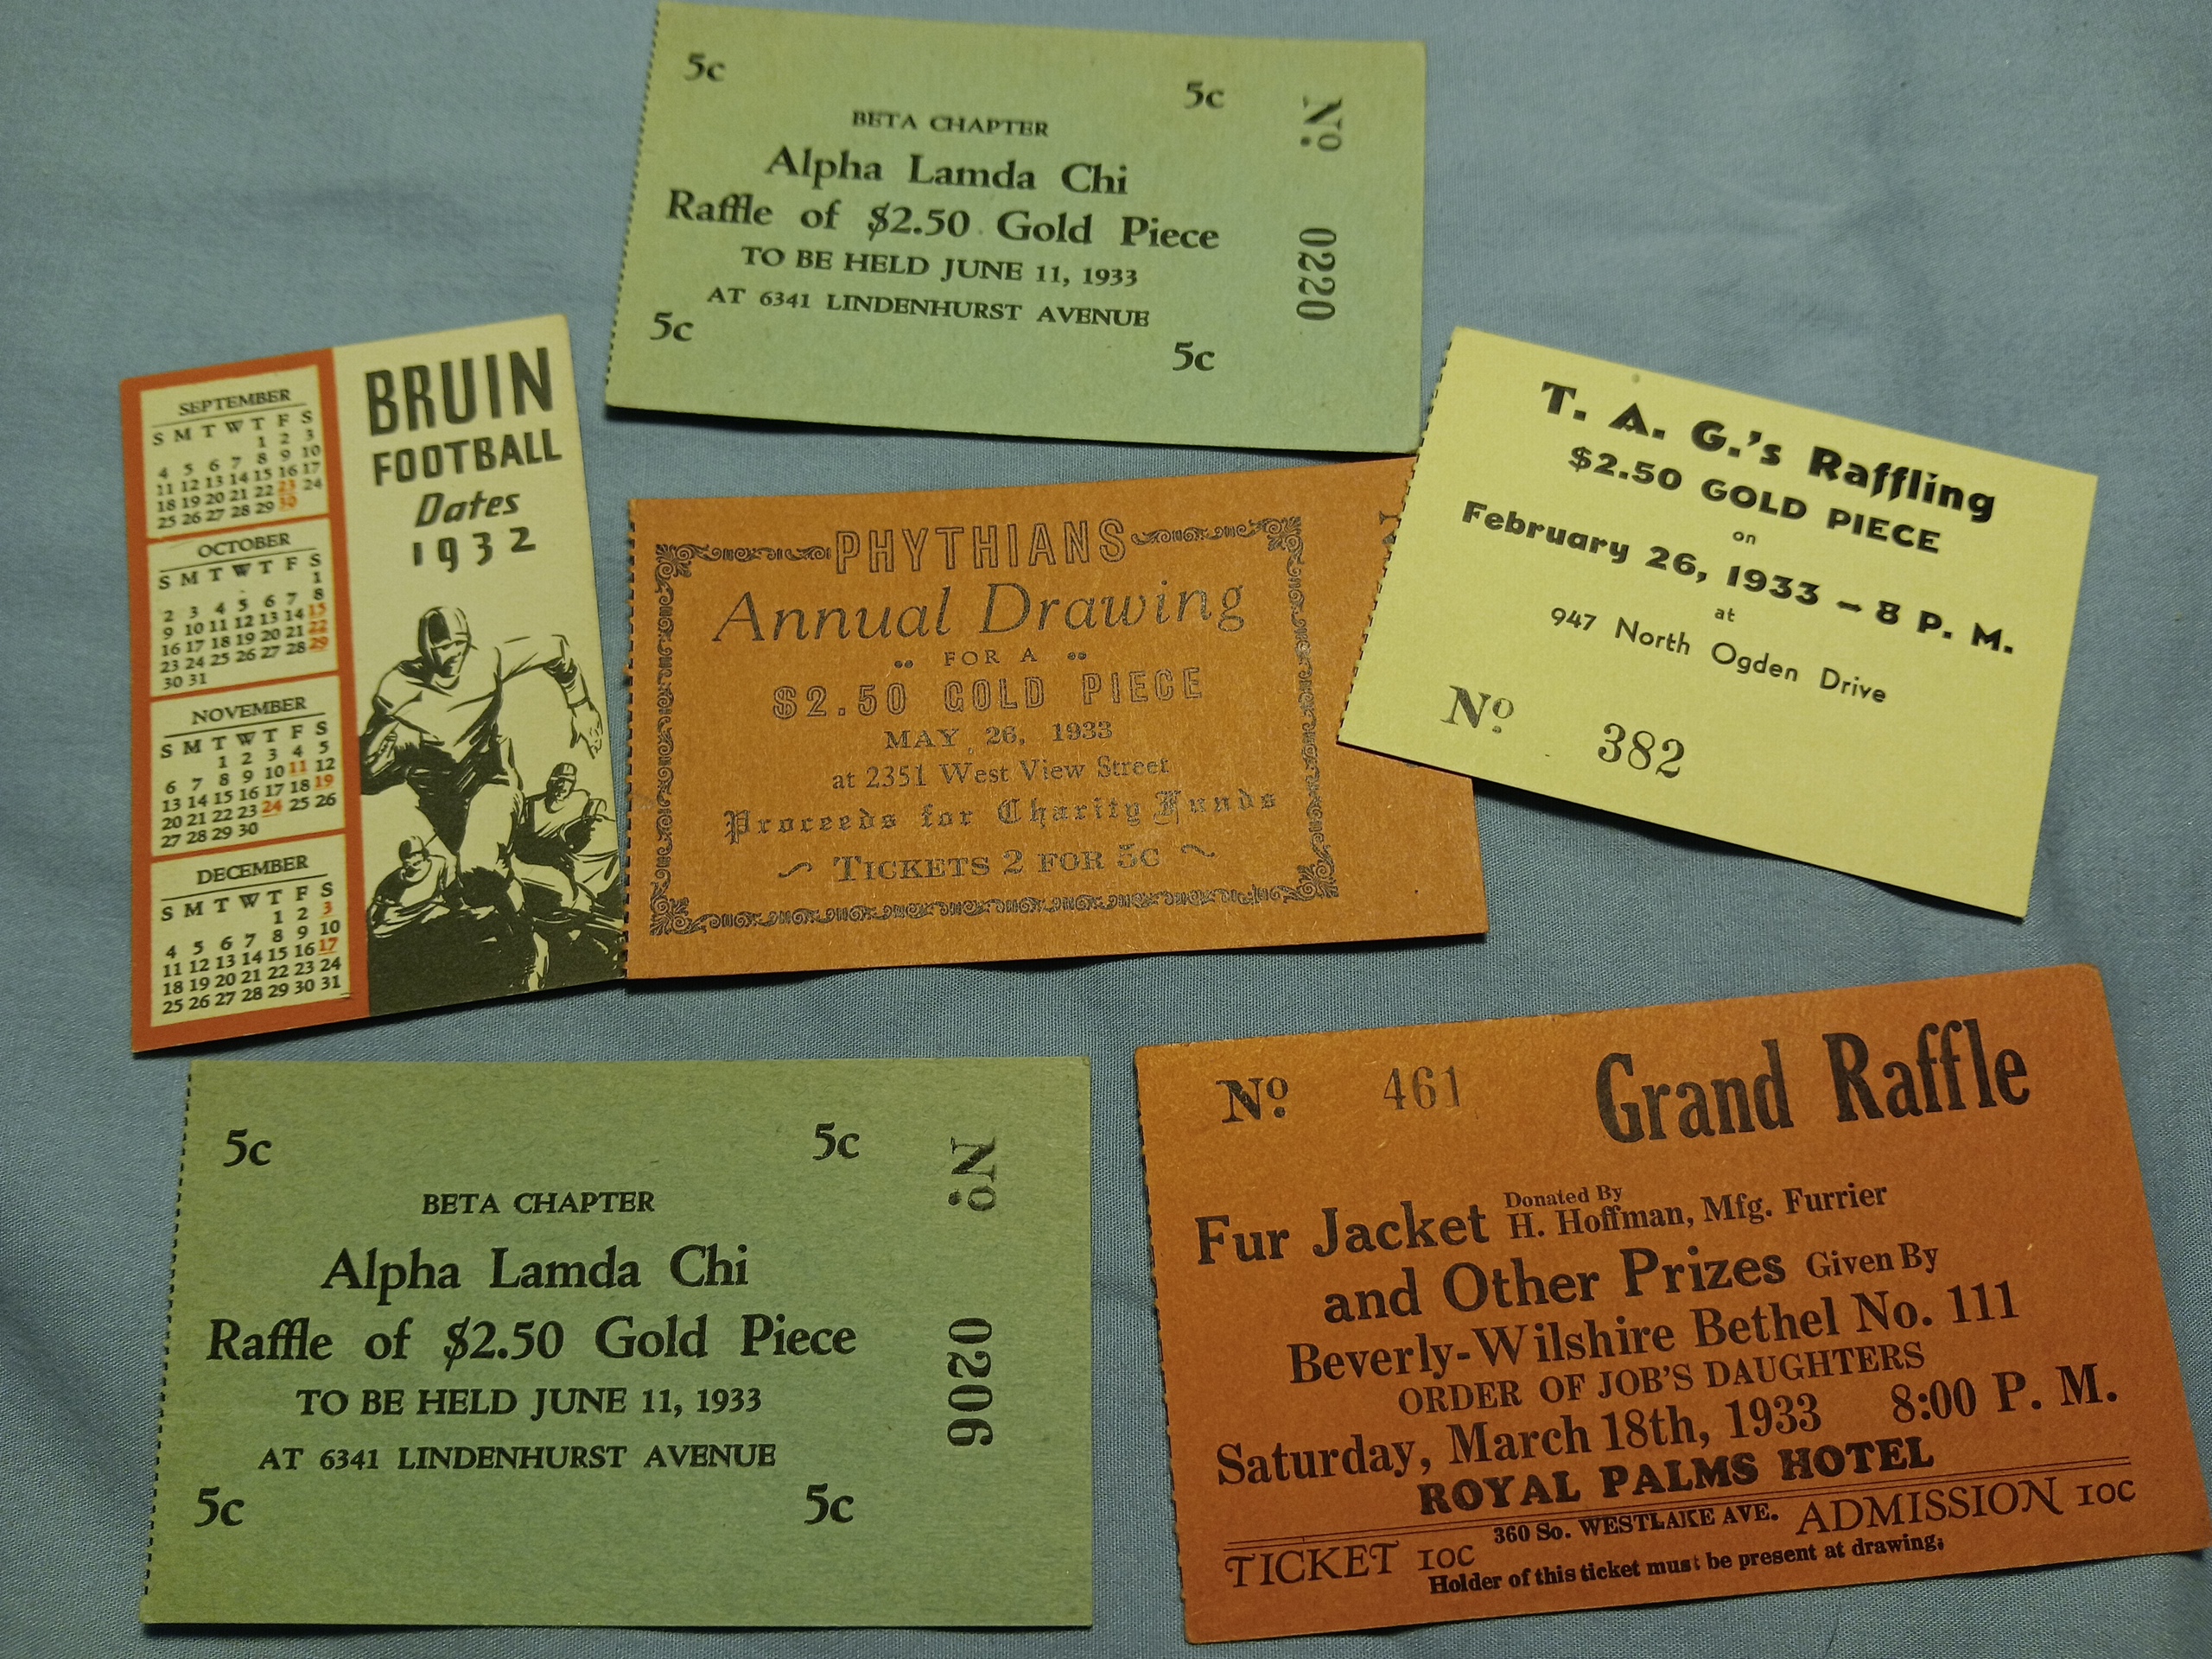 5c 5c
BETA CHAPTER
Alpha Lamda Chi
Raffle of $2.50 Gold Piece
TO BE HELD JUNE 11, 1933
AT 6341 LINDENHURST AVENUE
5c 5c
No. 0220
BRUIN
FOOTBALL
Dates
1932
SEPTEMBER
S M T W T F S
1 2 3
4 5 6 7 8 9 10
11 12 13 14 15 16 17
18 19 20 21 22 23 24
25 26 27 28 29 30
OCTOBER
S M T W T F S
1
2 3 4 5 6 7 8
9 10 11 12 13 14 15
16 17 18 19 20 21 22
23 24 25 26 27 28 29
30 31
NOVEMBER
S M T W T F S
1 2 3 4 5
6 7 8 9 10 11 12
13 14 15 16 17 18 19
20 21 22 23 24 25 26
27 28 29 30
DECEMBER
S M T W T F S
1 2 3
4 5 6 7 8 9 10
11 12 13 14 15 16 17
18 19 20 21 22 23 24
25 26 27 28 29 30 31
PHYTHIANS
Annual Drawing
FOR A
$2.50 GOLD PIECE
MAY 26, 1933
at 2351 West View Street
Proceeds for Charity Funds
TICKETS 2 FOR 5C
T. A. G.'s Raffling
$2.50 GOLD PIECE
on
February 26, 1933 - 8 P. M.
at
947 North Ogden Drive
No. 382
5c 5c
BETA CHAPTER
Alpha Lamda Chi
Raffle of $2.50 Gold Piece
TO BE HELD JUNE 11, 1933
AT 6341 LINDENHURST AVENUE
5c 5c
No. 0206
No. 461 Grand Raffle
Fur Jacket Donated By
H. Hoffman, Mfg. Furrier
and Other Prizes Given By
Beverly-Wilshire Bethel No. 111
ORDER OF JOB'S DAUGHTERS
Saturday, March 18th, 1933 8:00 P. M.
ROYAL PALMS HOTEL
360 So. WESTLAKE AVE.
TICKET 10C ADMISSION 10C
Holder of this ticket must be present at drawing.